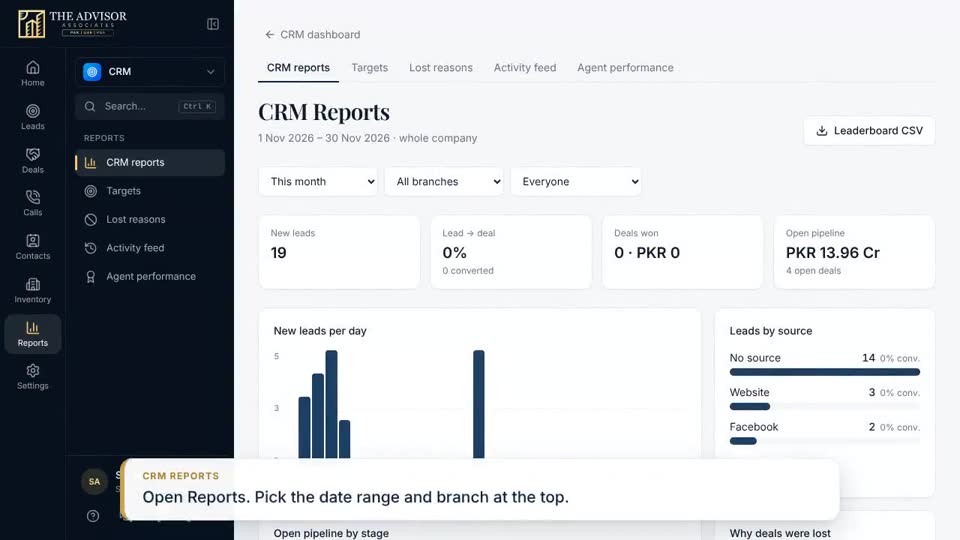 THE ADVISOR
ASSOCIATES
PAK | UAE | USA
Home
Leads
Deals
Calls
Contacts
Inventory
Reports
Settings
CRM
Search...
Ctrl K
REPORTS
CRM reports
Targets
Lost reasons
Activity feed
Agent performance
SA
← CRM dashboard
CRM reports
Targets
Lost reasons
Activity feed
Agent performance
CRM Reports
1 Nov 2026 – 30 Nov 2026 · whole company
Leaderboard CSV
This month
All branches
Everyone
New leads
19
Lead → deal
0%
0 converted
Deals won
0 · PKR 0
Open pipeline
PKR 13.96 Cr
4 open deals
New leads per day
5
3
Leads by source
No source 14 0% conv.
Website 3 0% conv.
Facebook 2 0% conv.
CRM REPORTS
Open Reports. Pick the date range and branch at the top.
Open pipeline by stage
Why deals were lost